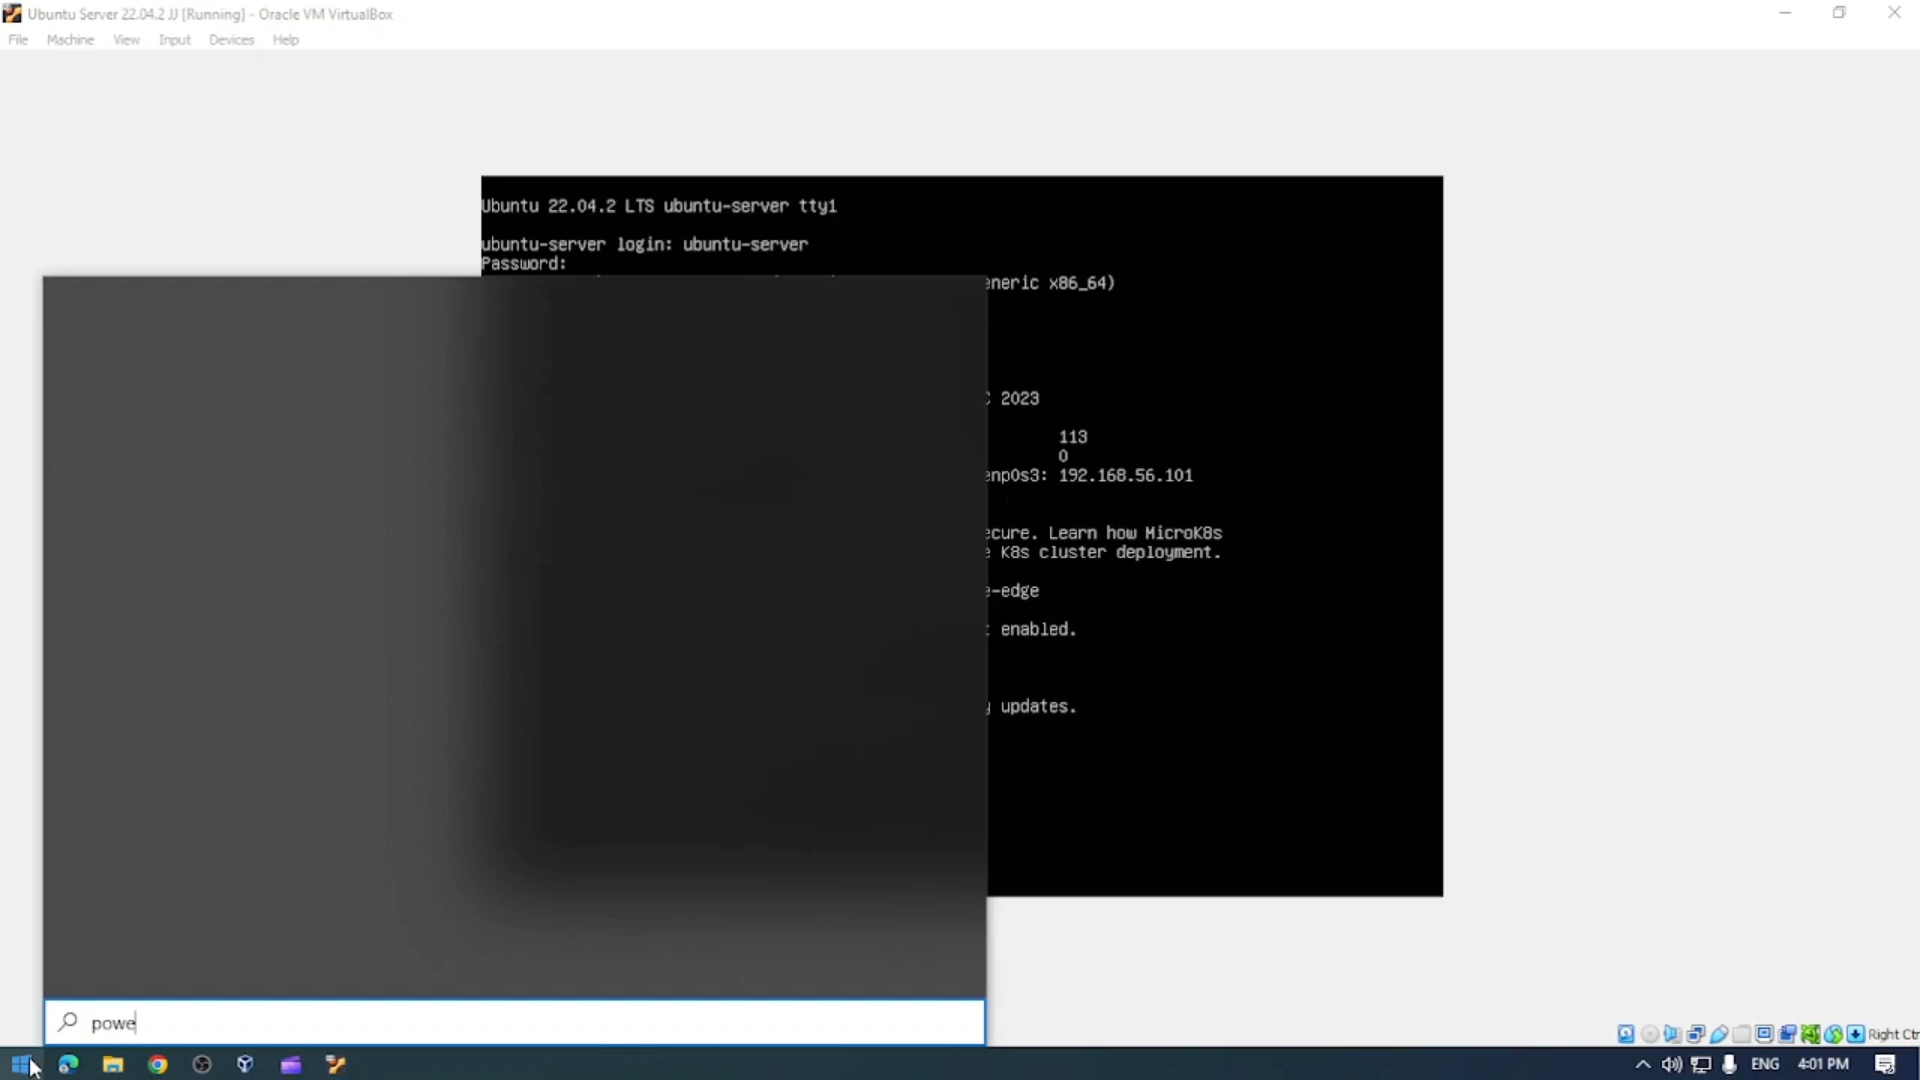 Ubuntu Server 22.04.2 JJ [Running] - Oracle VM VirtualBox
File Machine View Input Devices Help
Ubuntu 22.04.2 LTS ubuntu-server tty1
ubuntu-server login: ubuntu-server
Password:
eneric x86_64)
C 2023
113
0
enp0s3: 192.168.56.101
ecure. Learn how MicroK8s
e K8s cluster deployment.
e-edge
t enabled.
y updates.
powe
Right Ctr
ENG 4:01 PM